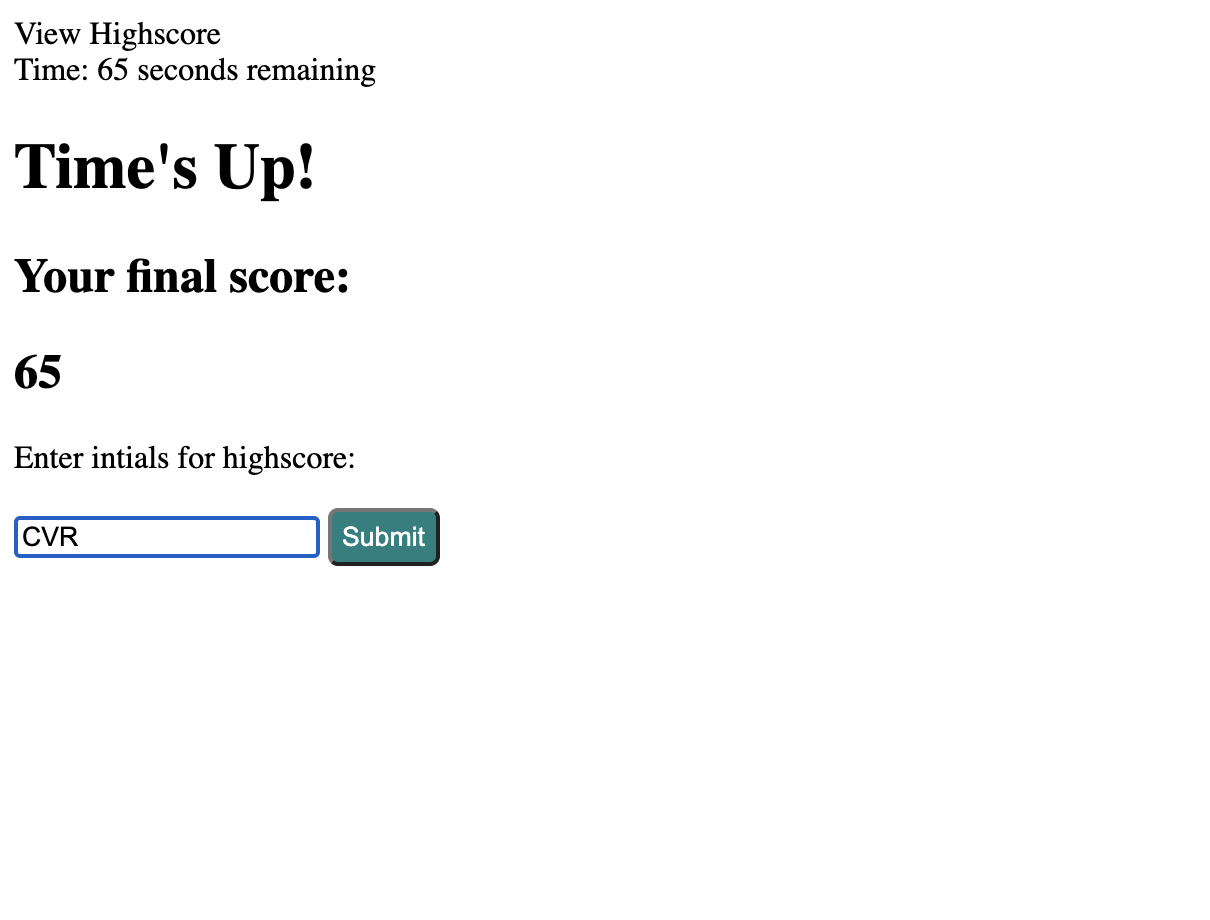 View Highscore
Time: 65 seconds remaining
Time's Up!
Your final score:
65
Enter intials for highscore:
CVR Submit